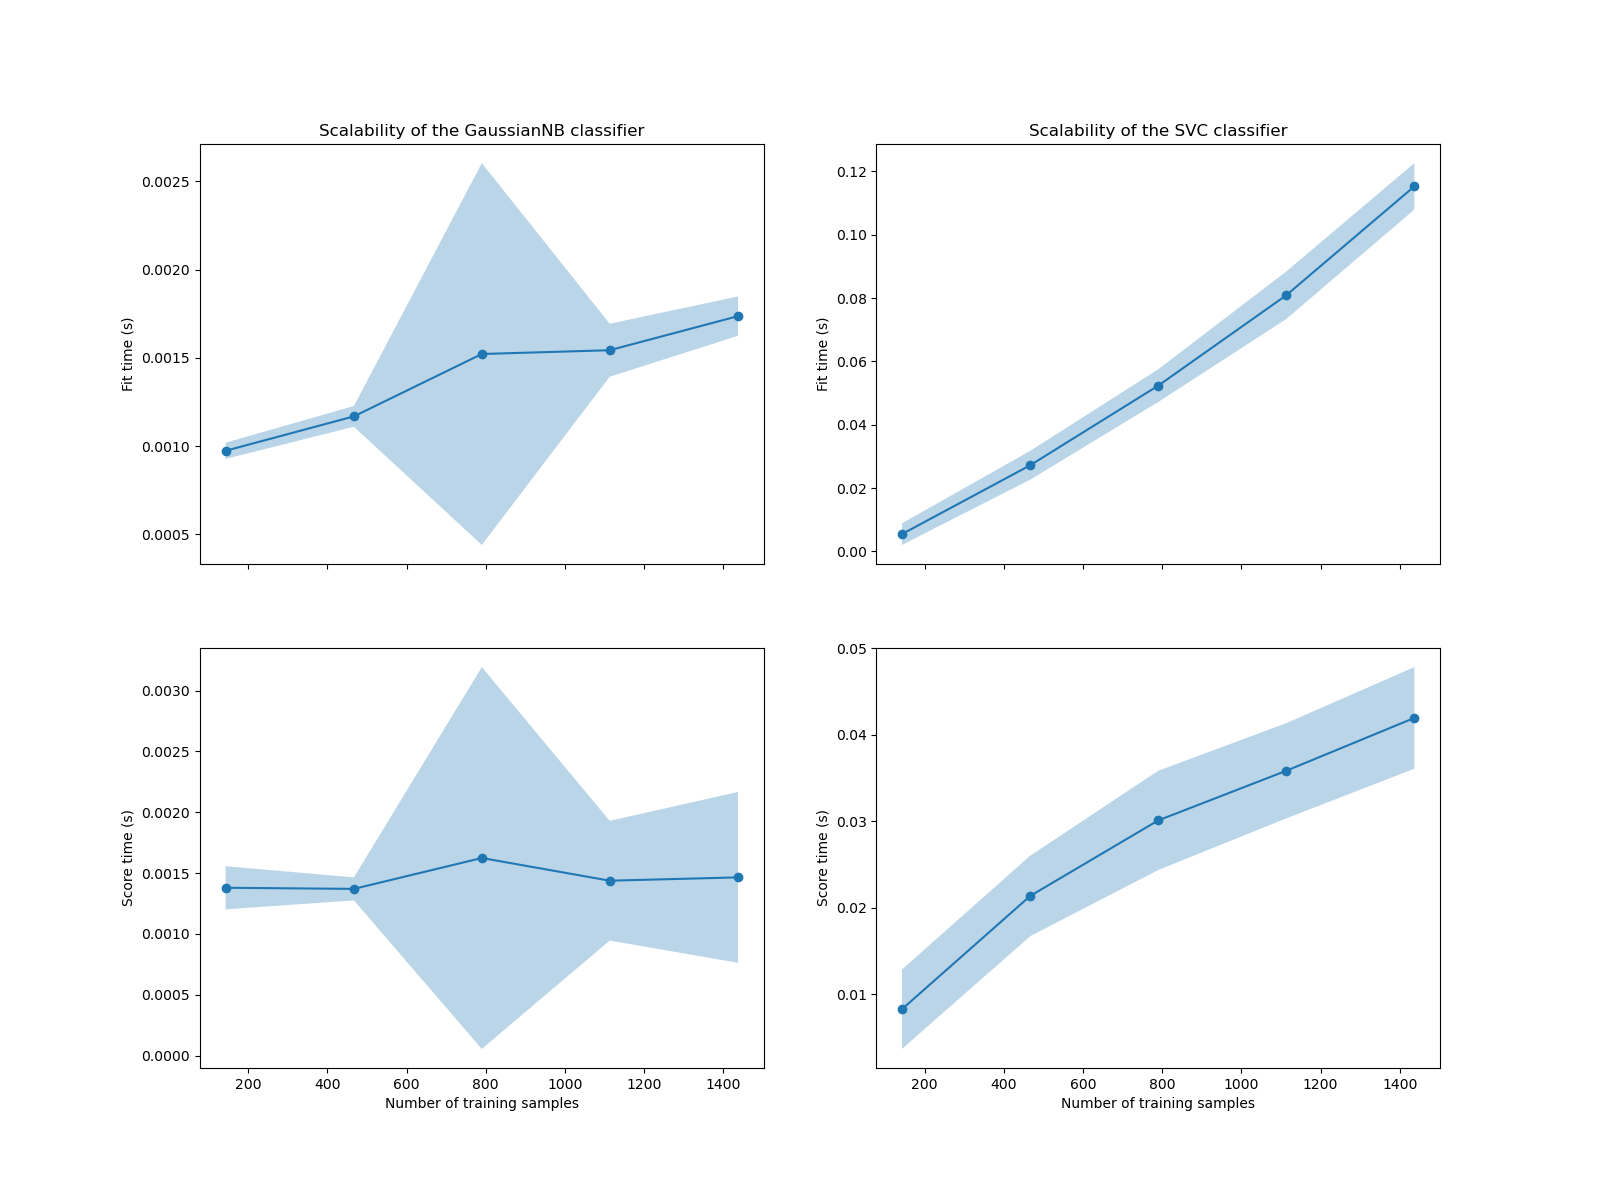 Scalability of the GaussianNB classifier
0.0025
0.0020
0.0015
0.0010
0.0005
Fit time (s)
Scalability of the SVC classifier
0.12
0.10
0.08
0.06
0.04
0.02
0.00
Fit time (s)
0.0030
0.0025
0.0020
0.0015
0.0010
0.0005
0.0000
Score time (s)
200 400 600 800 1000 1200 1400
Number of training samples
0.05
0.04
0.03
0.02
0.01
Score time (s)
200 400 600 800 1000 1200 1400
Number of training samples